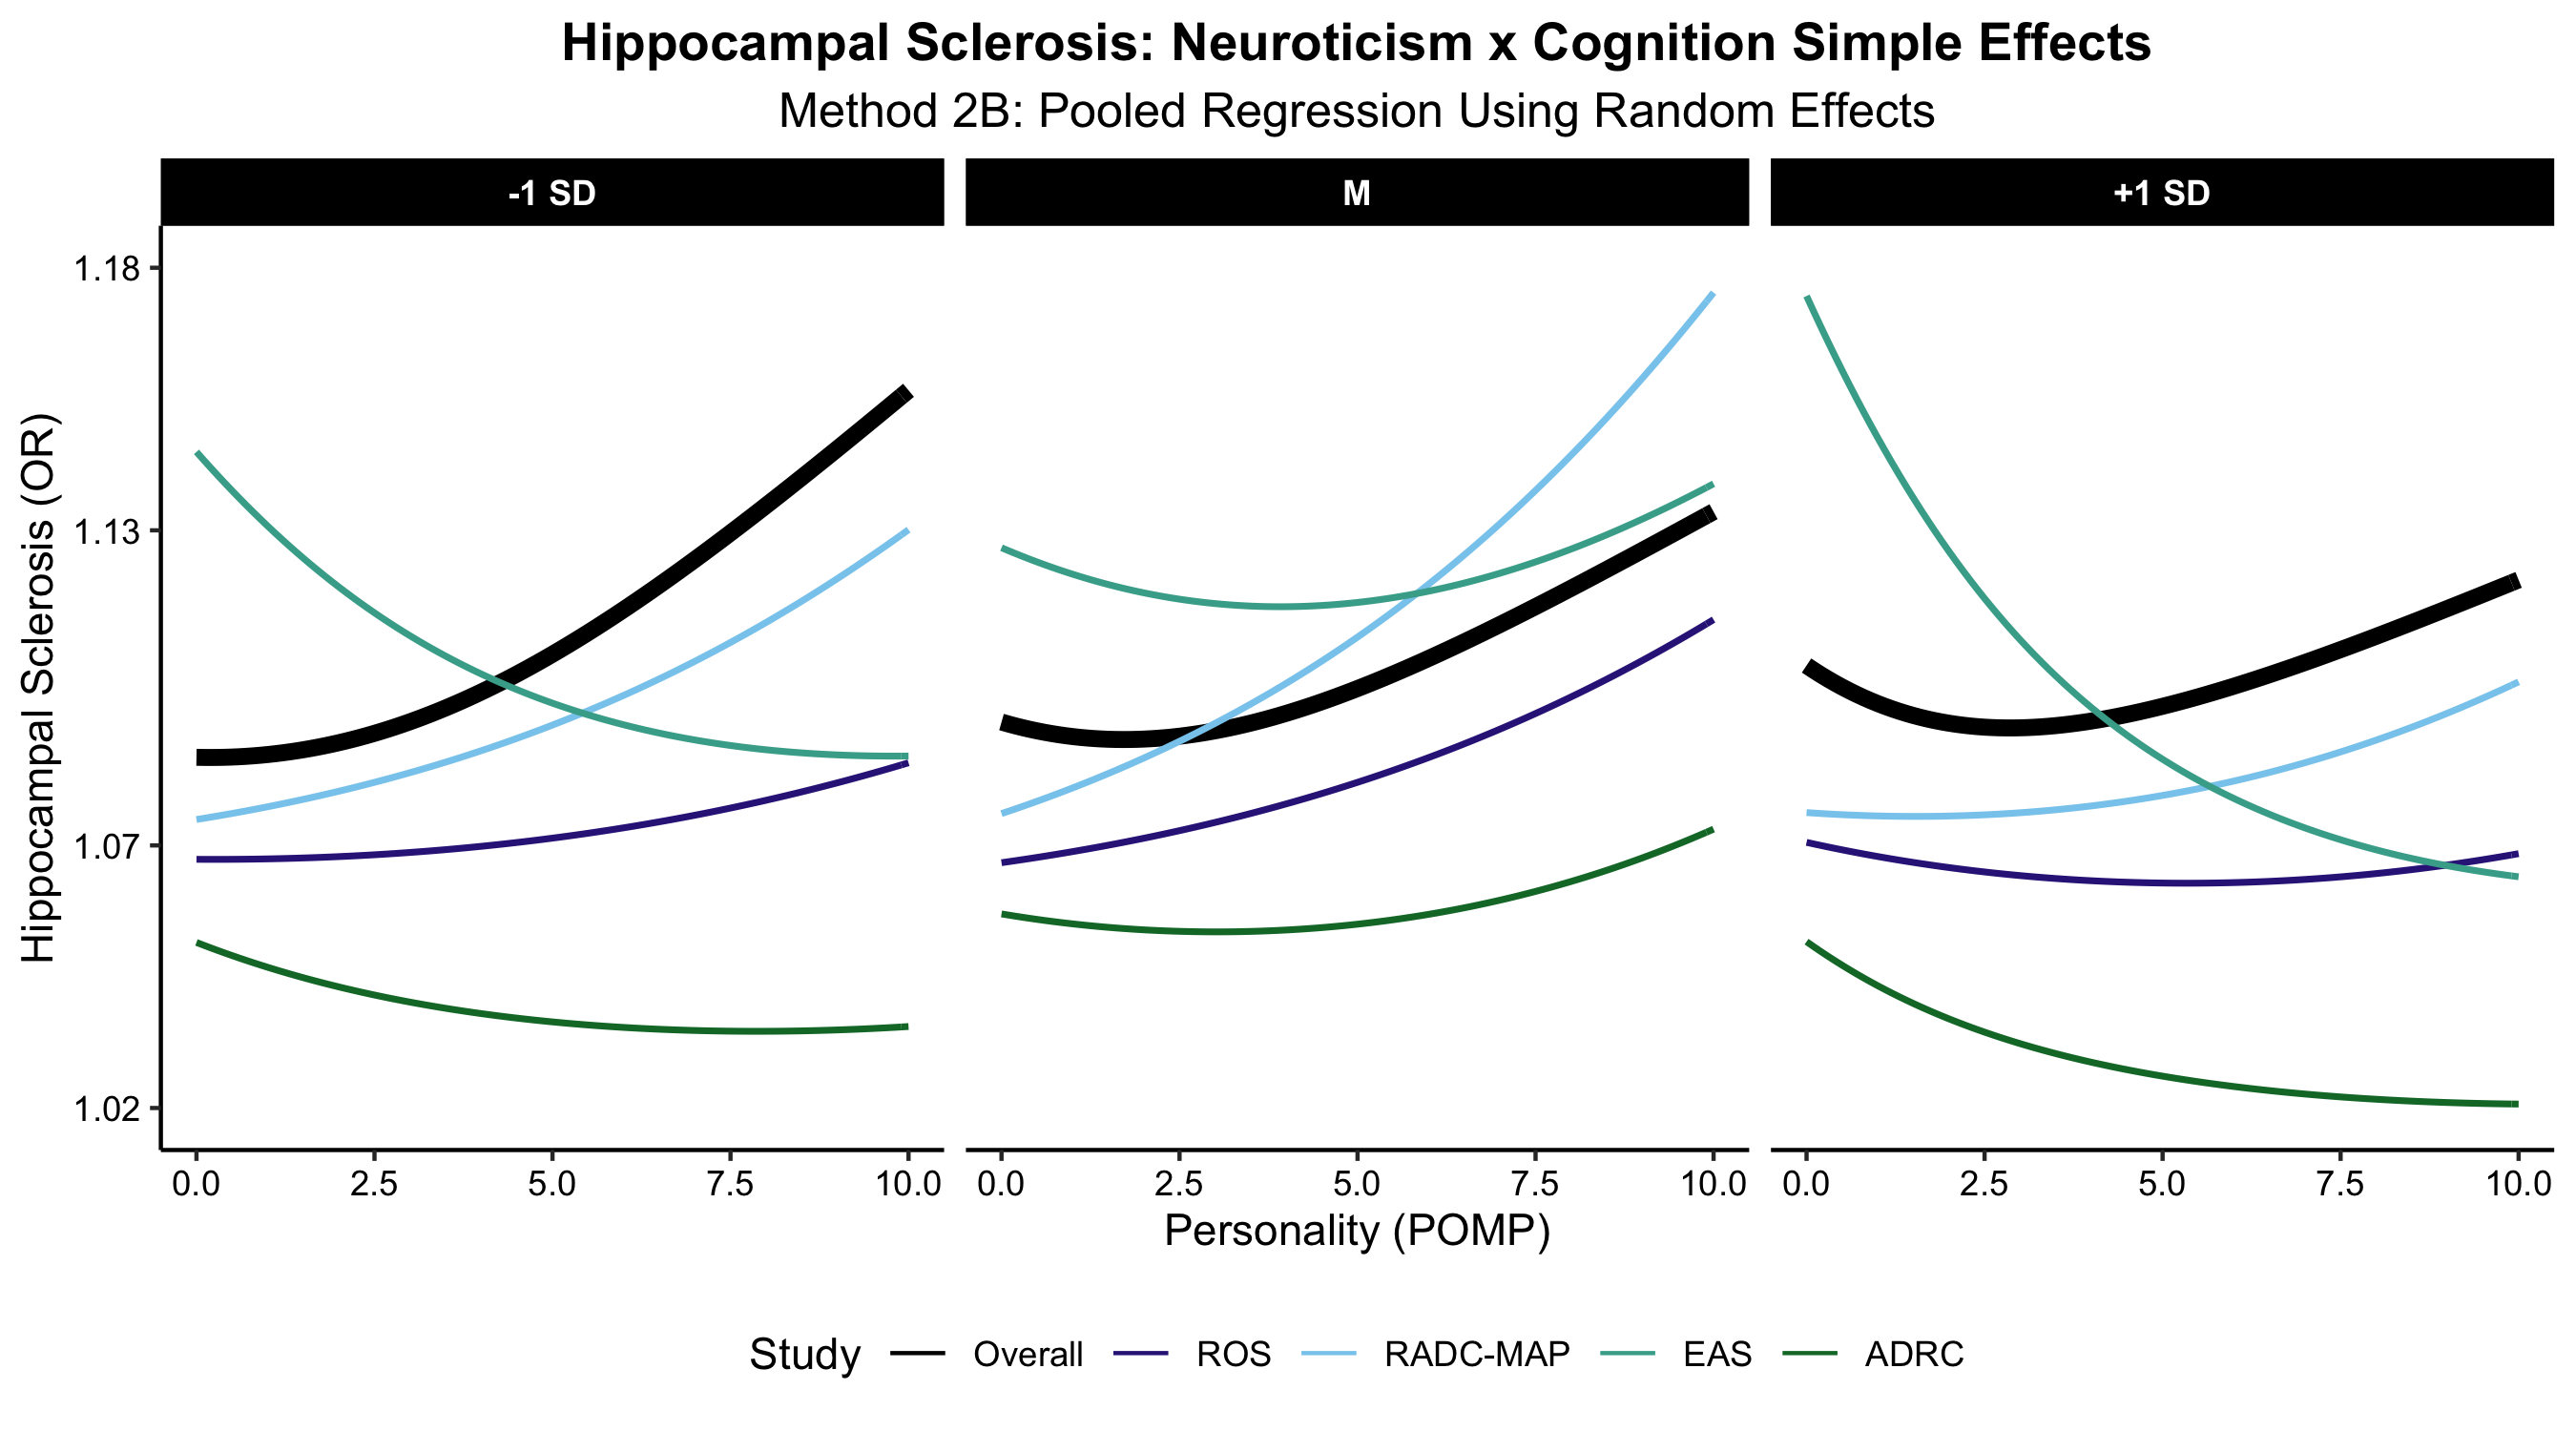 Hippocampal Sclerosis: Neuroticism x Cognition Simple Effects
Method 2B: Pooled Regression Using Random Effects
-1 SD
M
+1 SD
Hippocampal Sclerosis (OR)
1.18
1.13
1.07
1.02
0.0 2.5 5.0 7.5 10.0
0.0 2.5 5.0 7.5 10.0
0.0 2.5 5.0 7.5 10.0
Personality (POMP)
Study Overall ROS RADC-MAP EAS ADRC